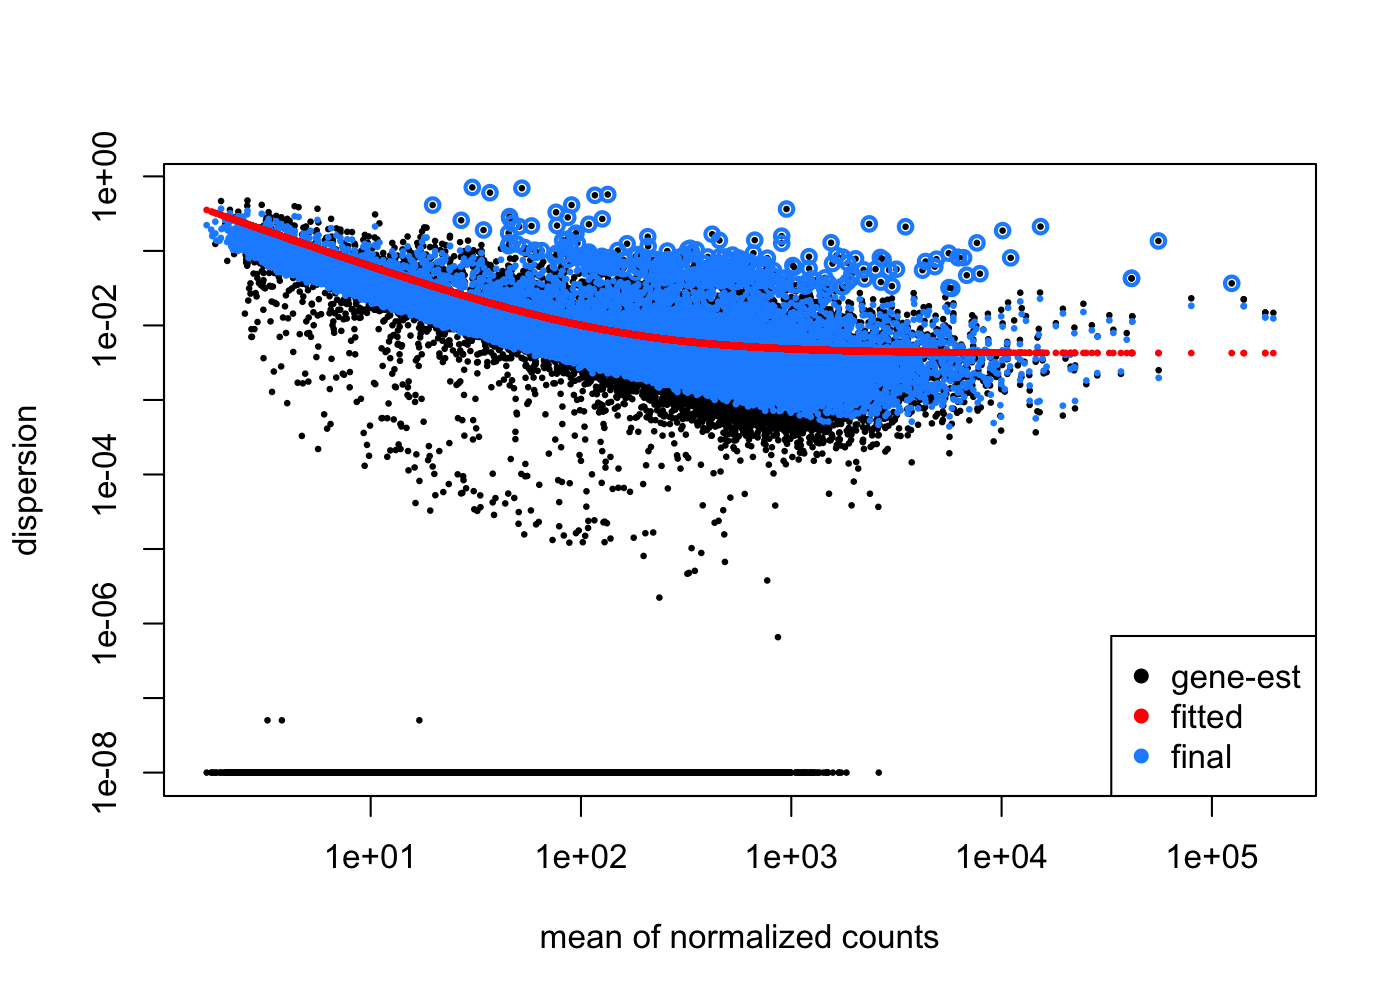 1e+00
1e-02
1e-04
1e-06
1e-08
dispersion
1e+01
1e+02
1e+03
1e+04
1e+05
mean of normalized counts
gene-est
fitted
final